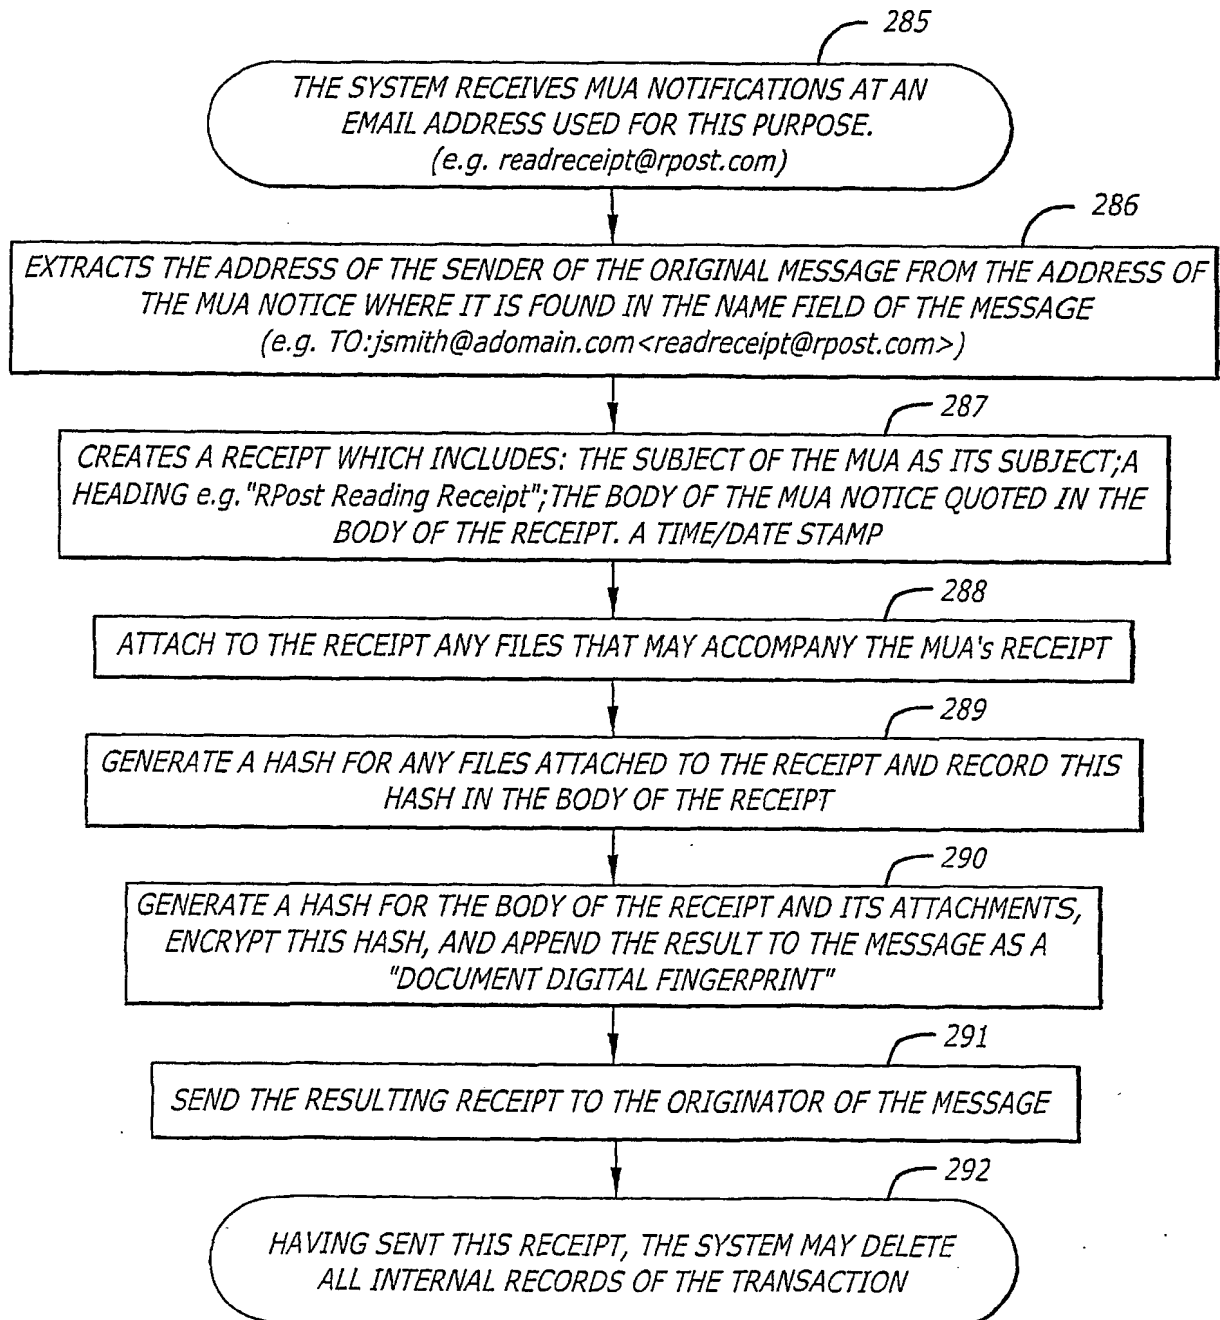 285
THE SYSTEM RECEIVES MUA NOTIFICATIONS AT AN
EMAIL ADDRESS USED FOR THIS PURPOSE.
(e.g. readreceipt@rpost.com)
286
EXTRACTS THE ADDRESS OF THE SENDER OF THE ORIGINAL MESSAGE FROM THE ADDRESS OF
THE MUA NOTICE WHERE IT IS FOUND IN THE NAME FIELD OF THE MESSAGE
(e.g. TO:jsmith@adomain.com<readreceipt@rpost.com>)
287
CREATES A RECEIPT WHICH INCLUDES: THE SUBJECT OF THE MUA AS ITS SUBJECT;A
HEADING e.g."RPost Reading Receipt";THE BODY OF THE MUA NOTICE QUOTED IN THE
BODY OF THE RECEIPT. A TIME/DATE STAMP
288
ATTACH TO THE RECEIPT ANY FILES THAT MAY ACCOMPANY THE MUA's RECEIPT
289
GENERATE A HASH FOR ANY FILES ATTACHED TO THE RECEIPT AND RECORD THIS
HASH IN THE BODY OF THE RECEIPT
290
GENERATE A HASH FOR THE BODY OF THE RECEIPT AND ITS ATTACHMENTS,
ENCRYPT THIS HASH, AND APPEND THE RESULT TO THE MESSAGE AS A
"DOCUMENT DIGITAL FINGERPRINT"
291
SEND THE RESULTING RECEIPT TO THE ORIGINATOR OF THE MESSAGE
292
HAVING SENT THIS RECEIPT, THE SYSTEM MAY DELETE
ALL INTERNAL RECORDS OF THE TRANSACTION